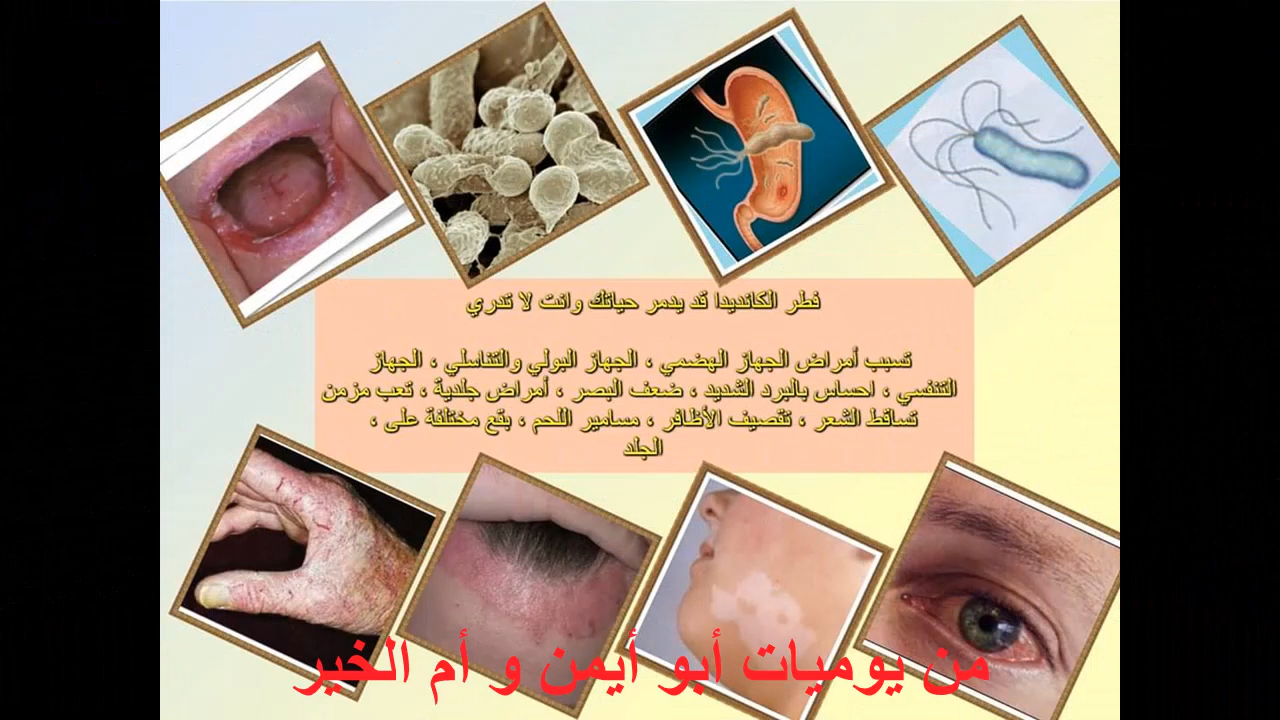 فطر الكانديدا قد يدمر حياتك وانت لا تدري
تسبب أمراض الجهاز الهضمي ، الجهاز البولي والتناسلي ، الجهاز
التنفسي ، احساس بالبرد الشديد ، ضعف البصر ، أمراض جلدية ، تعب مزمن
تساقط الشعر ، تقصيف الأظافر ، مسامير اللحم ، بقع مختلفة على ،
الجلد
من يوميات أبو أيمن و أم الخير